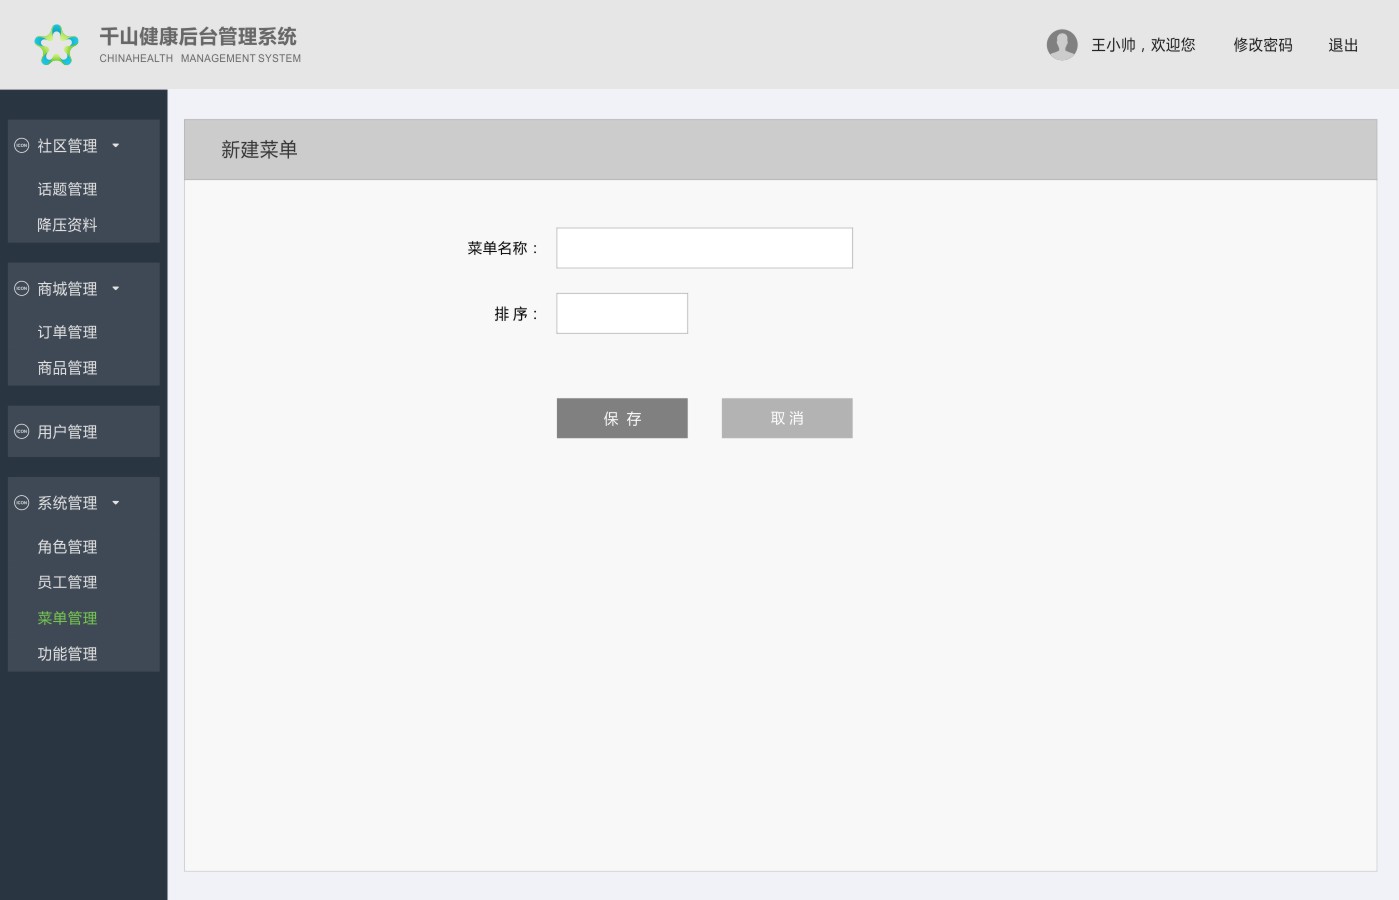 千山健康后台管理系统
CHINAHEALTH MANAGEMENT SYSTEM
王小帅，欢迎您
修改密码
退出
ICON 社区管理
话题管理
降压资料
ICON 商城管理
订单管理
商品管理
ICON 用户管理
ICON 系统管理
角色管理
员工管理
菜单管理
功能管理
新建菜单
菜单名称：
排 序：
保 存
取 消